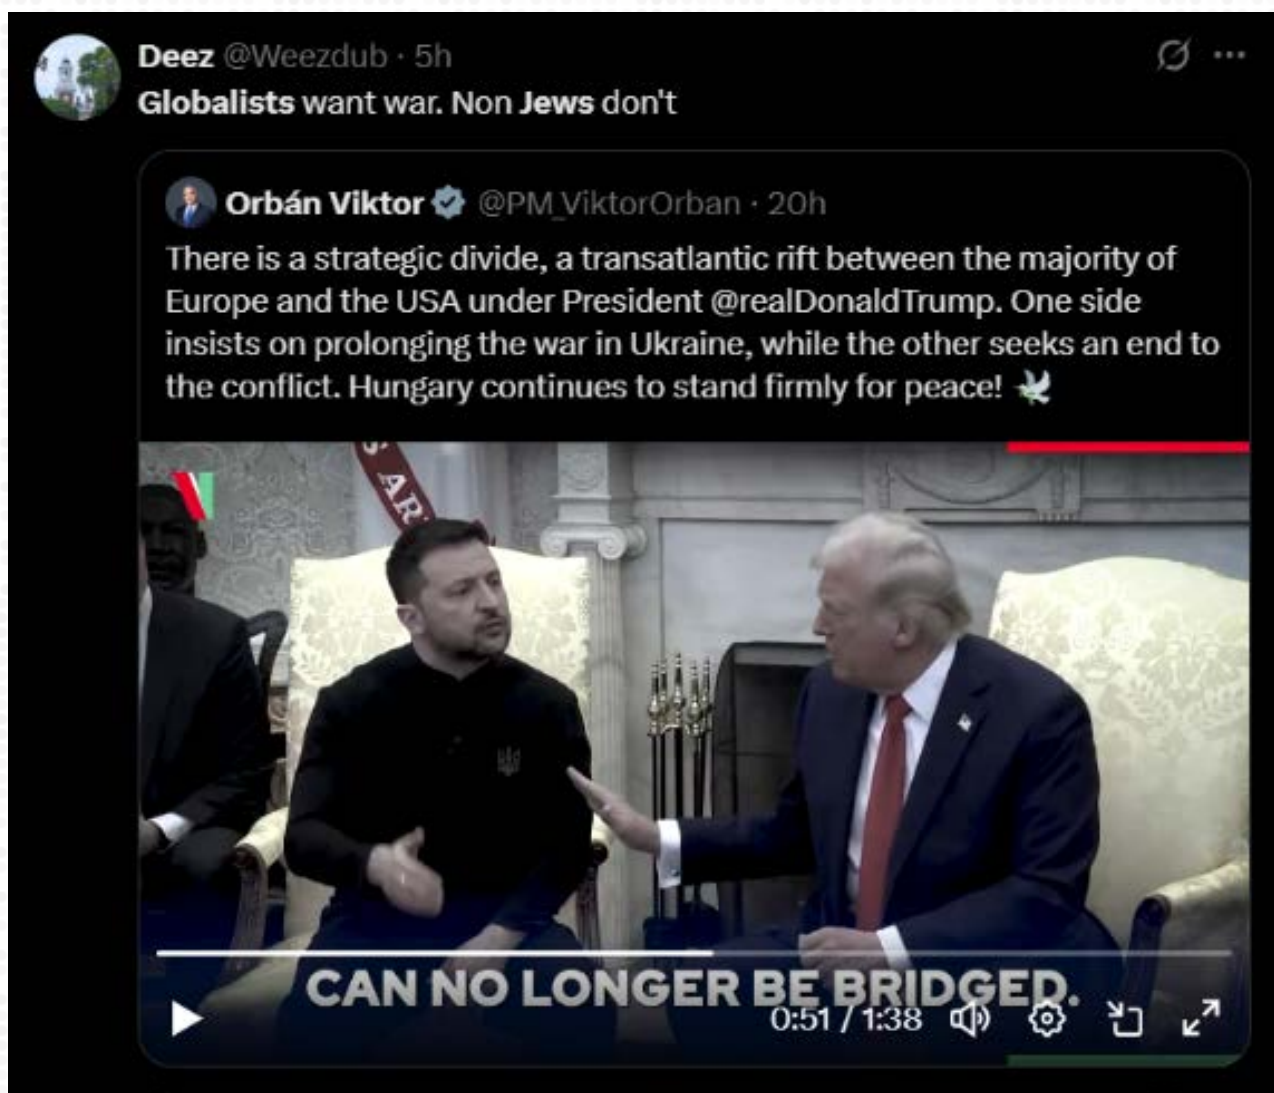 Deez @Weezdub · 5h
Globalists want war. Non Jews don't
Orbán Viktor @PM_ViktorOrban · 20h
There is a strategic divide, a transatlantic rift between the majority of
Europe and the USA under President @realDonaldTrump. One side
insists on prolonging the war in Ukraine, while the other seeks an end to
the conflict. Hungary continues to stand firmly for peace! 🕊️
S AR
CAN NO LONGER BE BRIDGED.
0:51 / 1:38